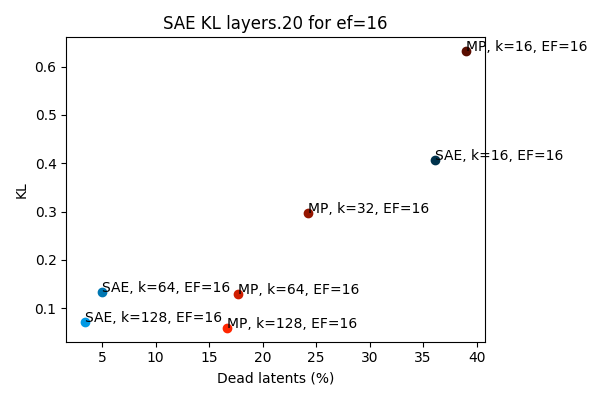 SAE KL layers.20 for ef=16
MP, k=16, EF=16
0.6
0.5
SAE, k=16, EF=16
0.4
KL
MP, k=32, EF=16
0.3
0.2
SAE, k=64, EF=16
MP, k=64, EF=16
0.1
SAE, k=128, EF=16
MP, k=128, EF=16
5 10 15 20 25 30 35 40
Dead latents (%)